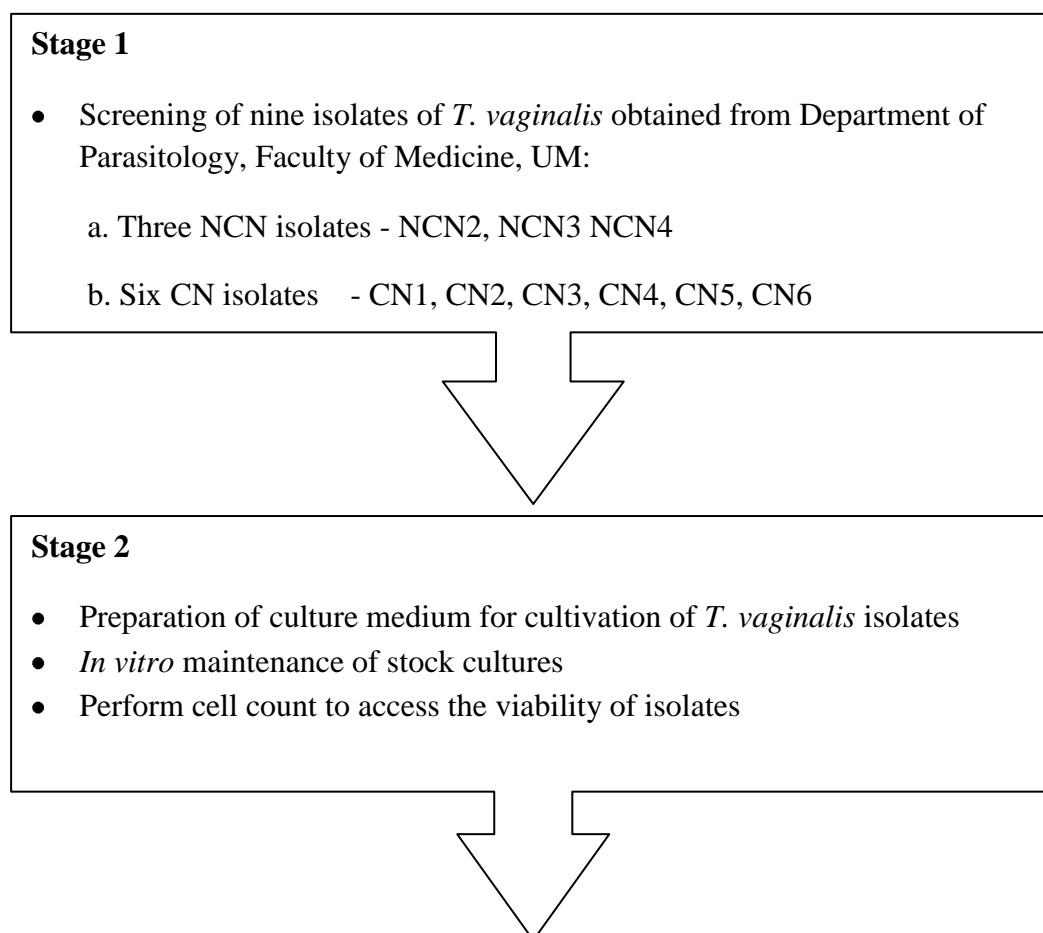 Stage 1
• Screening of nine isolates of T. vaginalis obtained from Department of
Parasitology, Faculty of Medicine, UM:
a. Three NCN isolates - NCN2, NCN3 NCN4
b. Six CN isolates - CN1, CN2, CN3, CN4, CN5, CN6
Stage 2
• Preparation of culture medium for cultivation of T. vaginalis isolates
• In vitro maintenance of stock cultures
• Perform cell count to access the viability of isolates